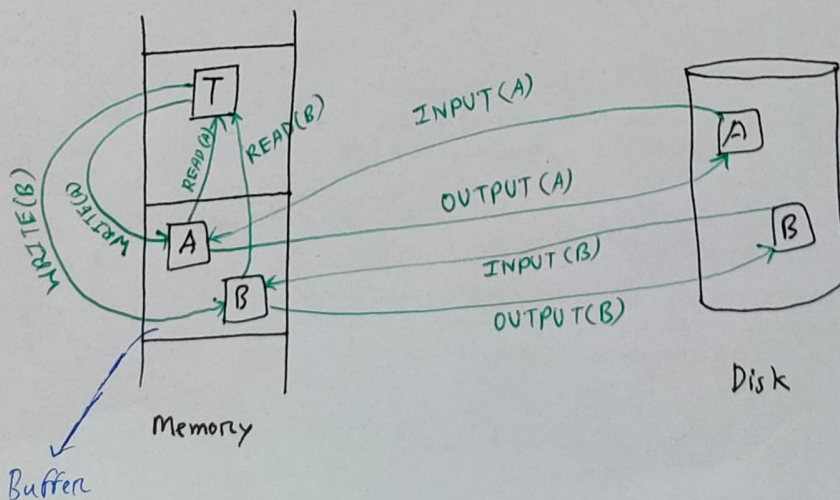 T
A
INPUT(A)
READ(A)
READ(B)
OUTPUT(A)
WRITE(B)
WRITE(A)
A
B
INPUT(B)
B
OUTPUT(B)
Disk
Memory
Buffer